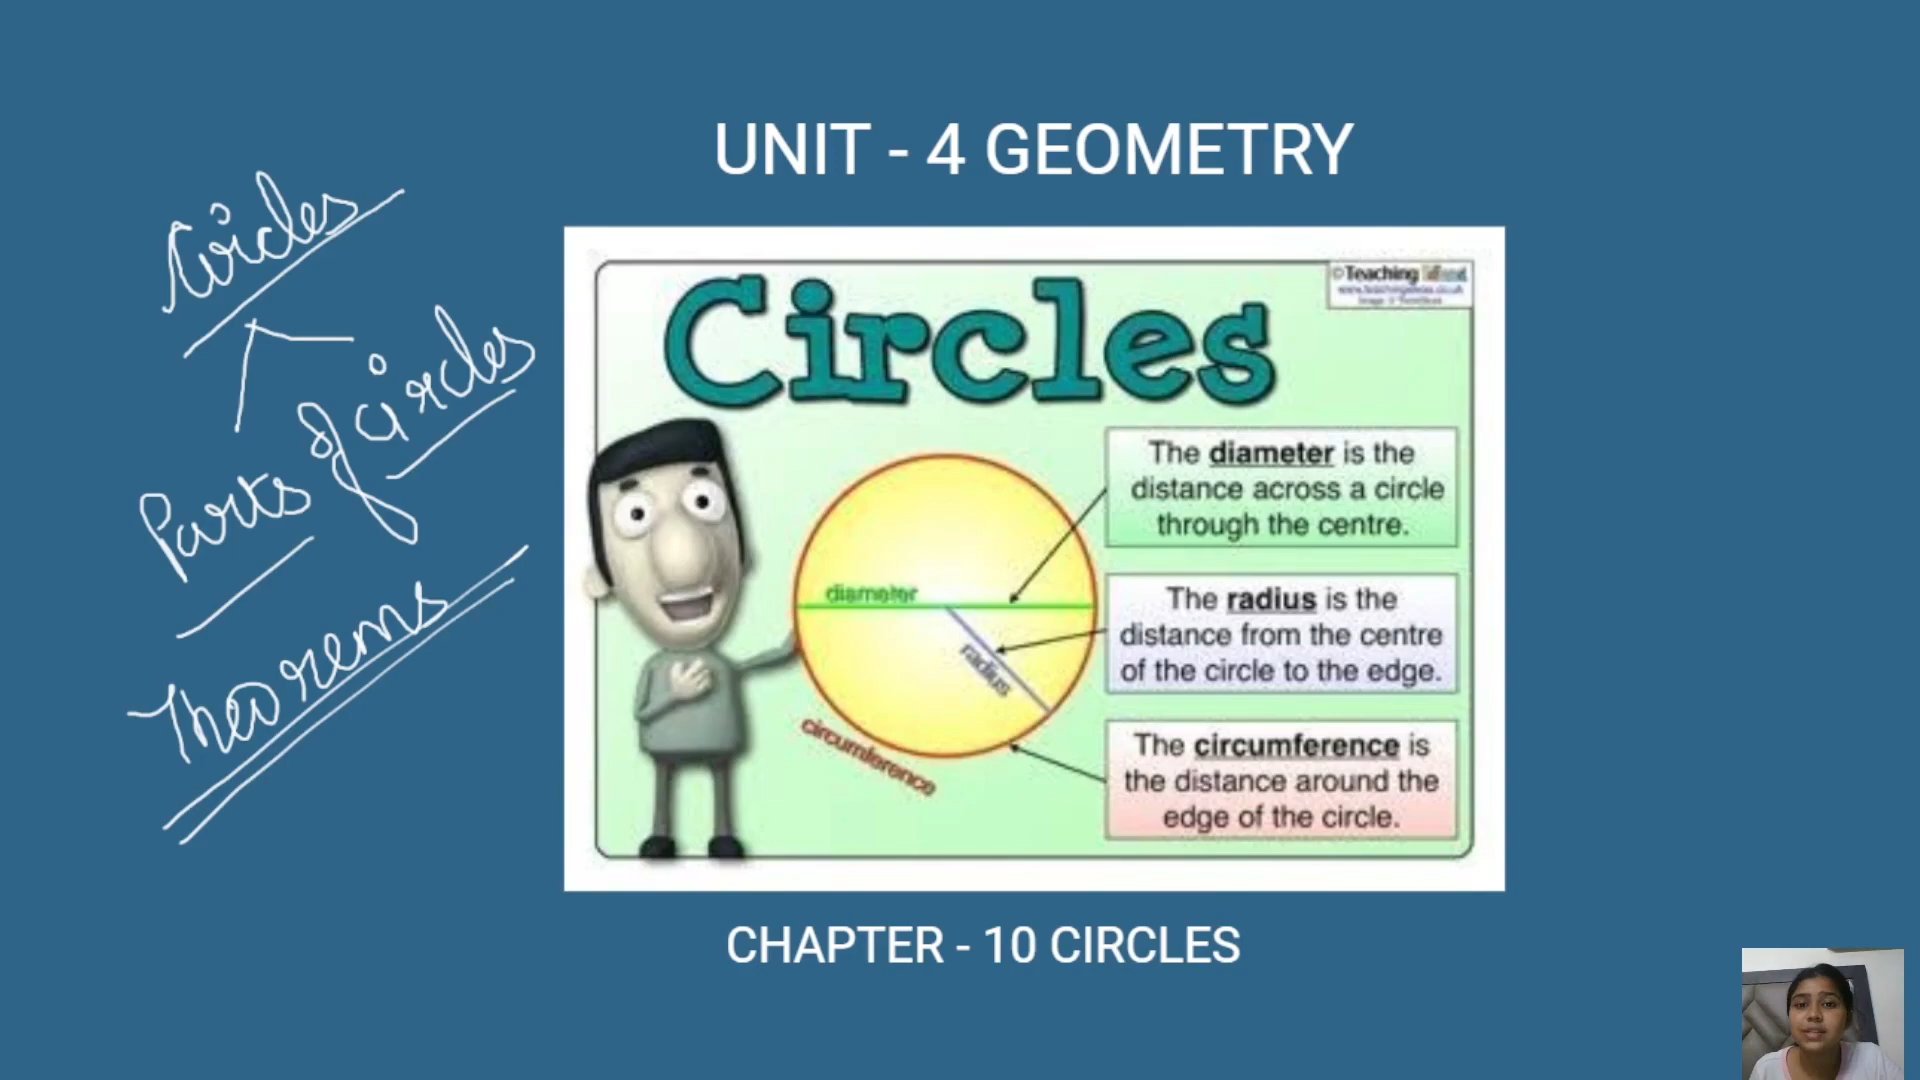 UNIT - 4 GEOMETRY
Circles
Parts of circles
Theorems
Circles
©Teaching
The diameter is the
distance across a circle
through the centre.
diameter
The radius is the
distance from the centre
of the circle to the edge.
radius
circumference
The circumference is
the distance around the
edge of the circle.
CHAPTER - 10 CIRCLES